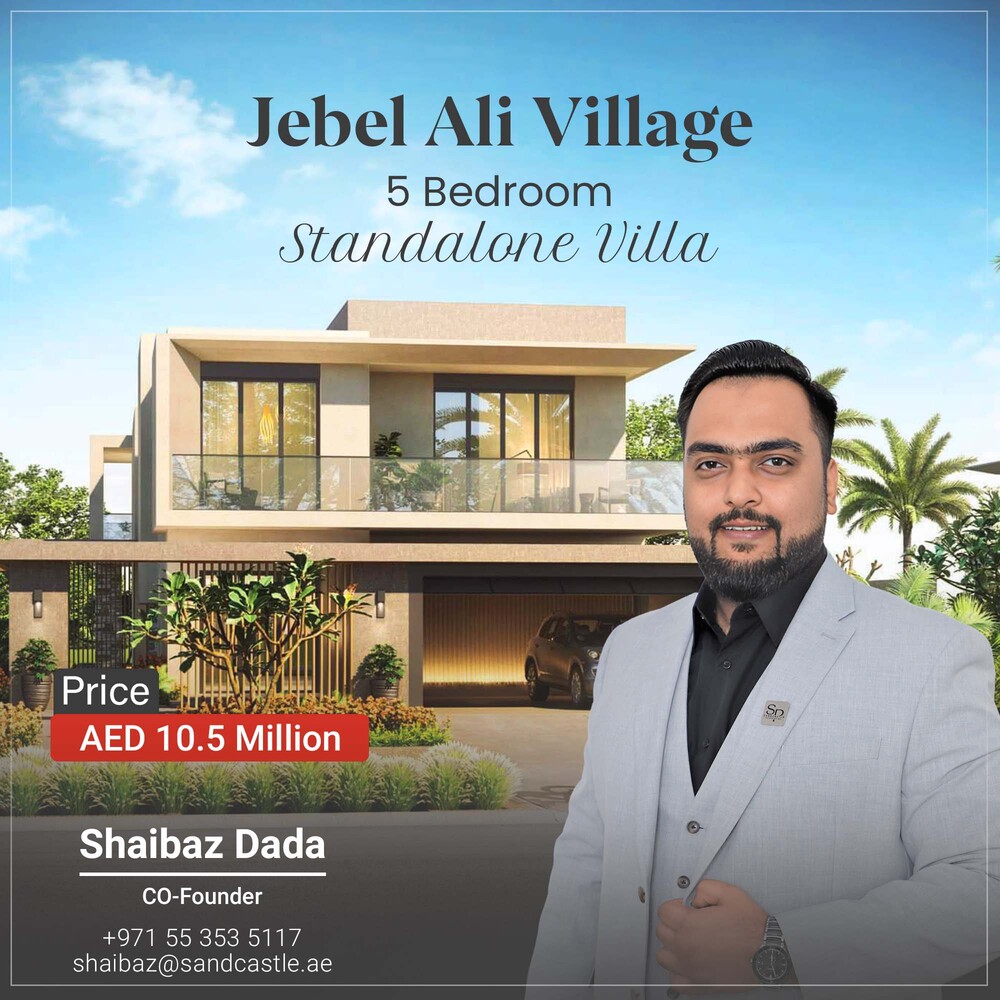 Jebel Ali Village
5 Bedroom
Standalone Villa
Price
AED 10.5 Million
Shaibaz Dada
CO-Founder
+971 55 353 5117
shaibaz@sandcastle.ae
SD